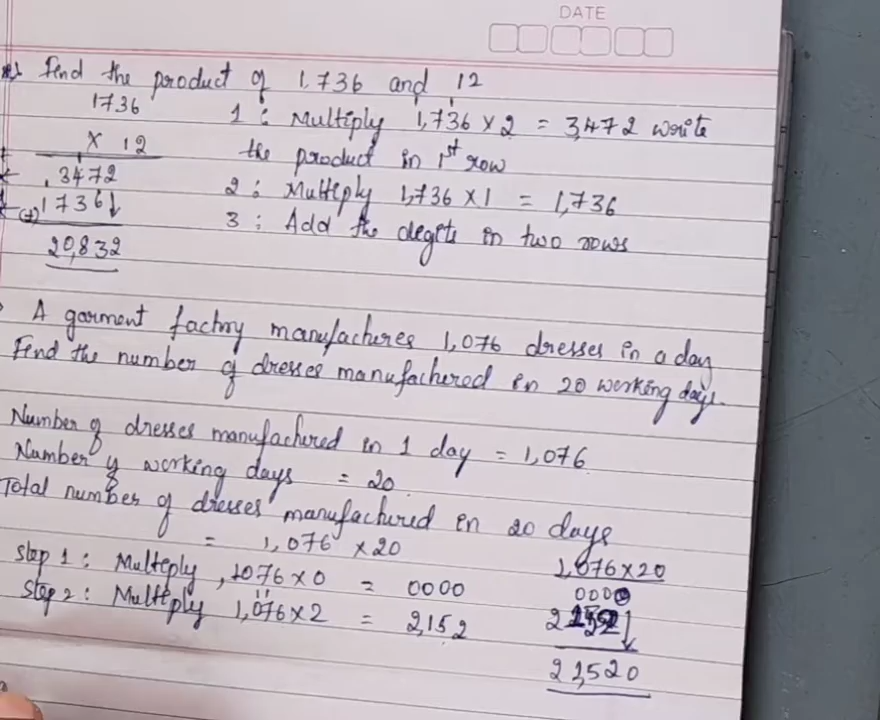 DATE
Find the product of 1,736 and 12
1736
× 12
3472
(+) 1736↓
20,832
1 : Multiply 1,736 × 2 = 3,472 write
the product in 1st row
2 : Multiply 1,736 × 1 = 1,736
3 : Add the degits in two rows
A garment factory manufactures 1,076 dresses in a day
Find the number of dresses manufactured in 20 working days.
Number of dresses manufactured in 1 day = 1,076
Number of working days = 20
Total number of dresses manufactured in 20 days
= 1,076 × 20
Step 1 : Multiply 1076 × 0 = 0000
Step 2 : Multiply 1,076 × 2 = 2,152
1,076 × 20
0000
2152↓
21,520